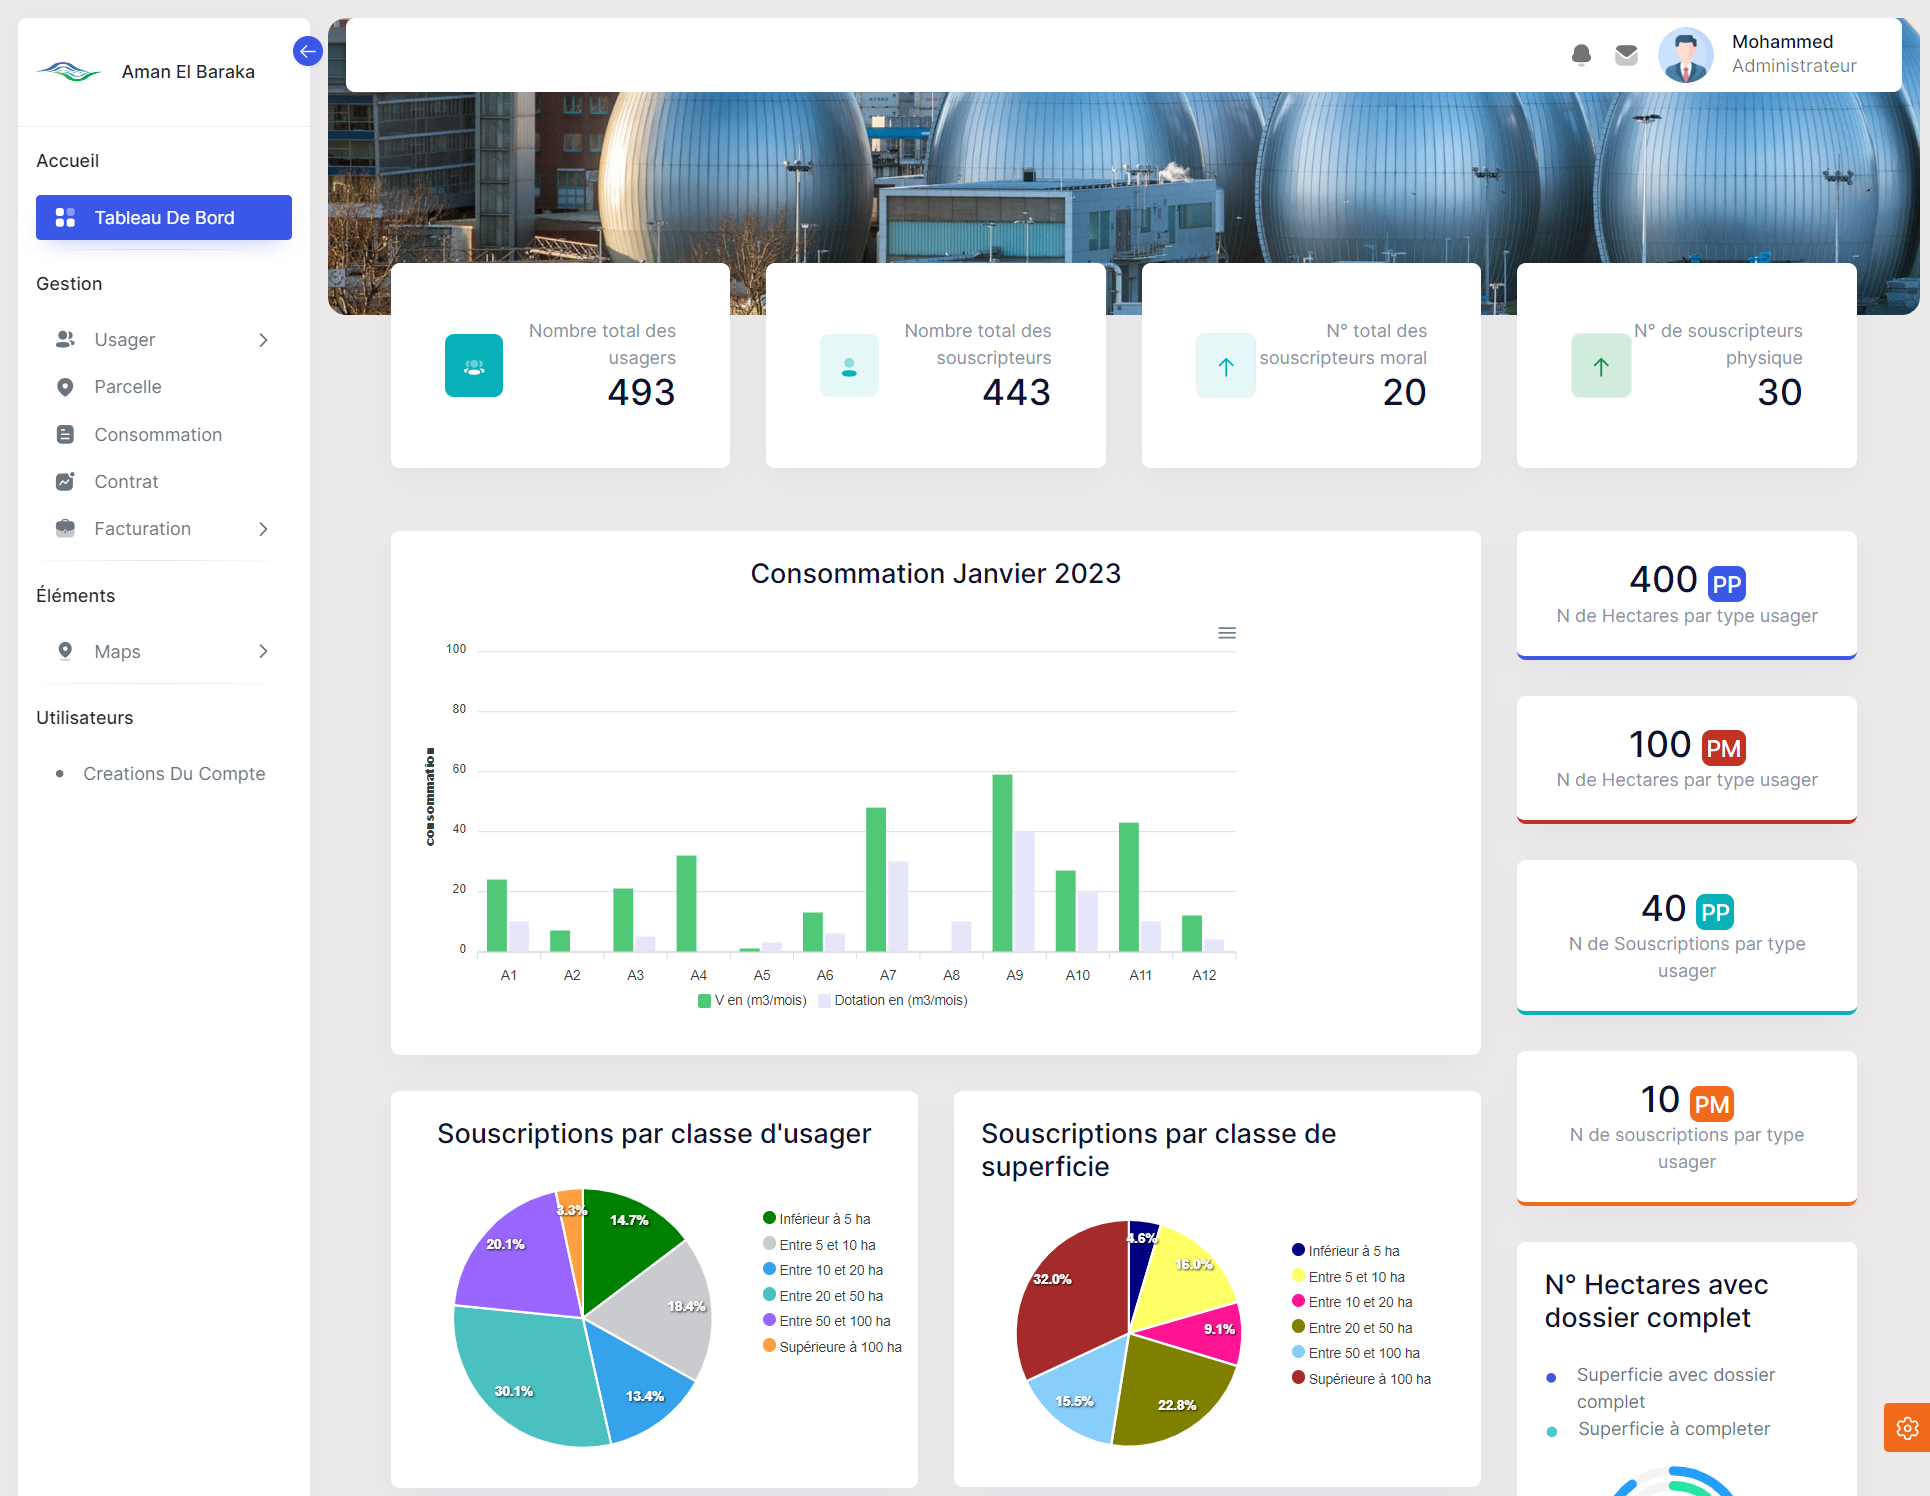 Aman El Baraka
Mohammed
Administrateur
Accueil
Tableau De Bord
Gestion
Usager
Parcelle
Consommation
Contrat
Facturation
Éléments
Maps
Utilisateurs
Creations Du Compte
Nombre total des
usagers
493
Nombre total des
souscripteurs
443
N° total des
souscripteurs moral
20
N° de souscripteurs
physique
30
Consommation Janvier 2023
100
80
60
40
20
0
consommation
A1 A2 A3 A4 A5 A6 A7 A8 A9 A10 A11 A12
V en (m3/mois) Dotation en (m3/mois)
400 PP
N de Hectares par type usager
100 PM
N de Hectares par type usager
40 PP
N de Souscriptions par type
usager
10 PM
N de souscriptions par type
usager
Souscriptions par classe d'usager
3.3%
14.7%
20.1%
18.4%
30.1%
13.4%
Inférieur à 5 ha
Entre 5 et 10 ha
Entre 10 et 20 ha
Entre 20 et 50 ha
Entre 50 et 100 ha
Supérieure à 100 ha
Souscriptions par classe de
superficie
4.6%
16.0%
32.0%
9.1%
15.5%
22.8%
Inférieur à 5 ha
Entre 5 et 10 ha
Entre 10 et 20 ha
Entre 20 et 50 ha
Entre 50 et 100 ha
Supérieure à 100 ha
N° Hectares avec
dossier complet
Superficie avec dossier
complet
Superficie à completer